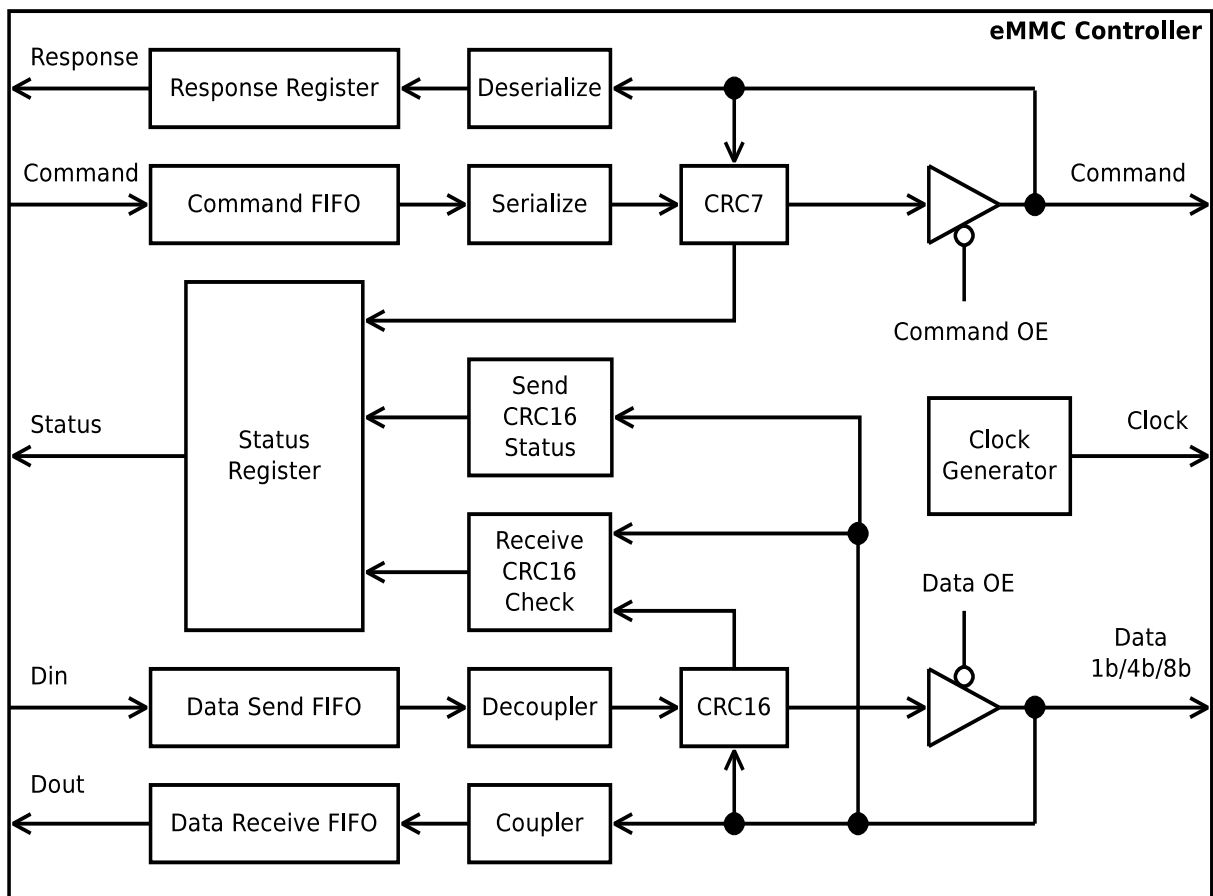 eMMC Controller
Response
Response Register
Deserialize
Command
Command FIFO
Serialize
CRC7
Command
Command OE
Send
CRC16
Status
Status
Status
Register
Clock
Generator
Clock
Receive
CRC16
Check
Data OE
Din
Data Send FIFO
Decoupler
CRC16
Data
1b/4b/8b
Dout
Data Receive FIFO
Coupler